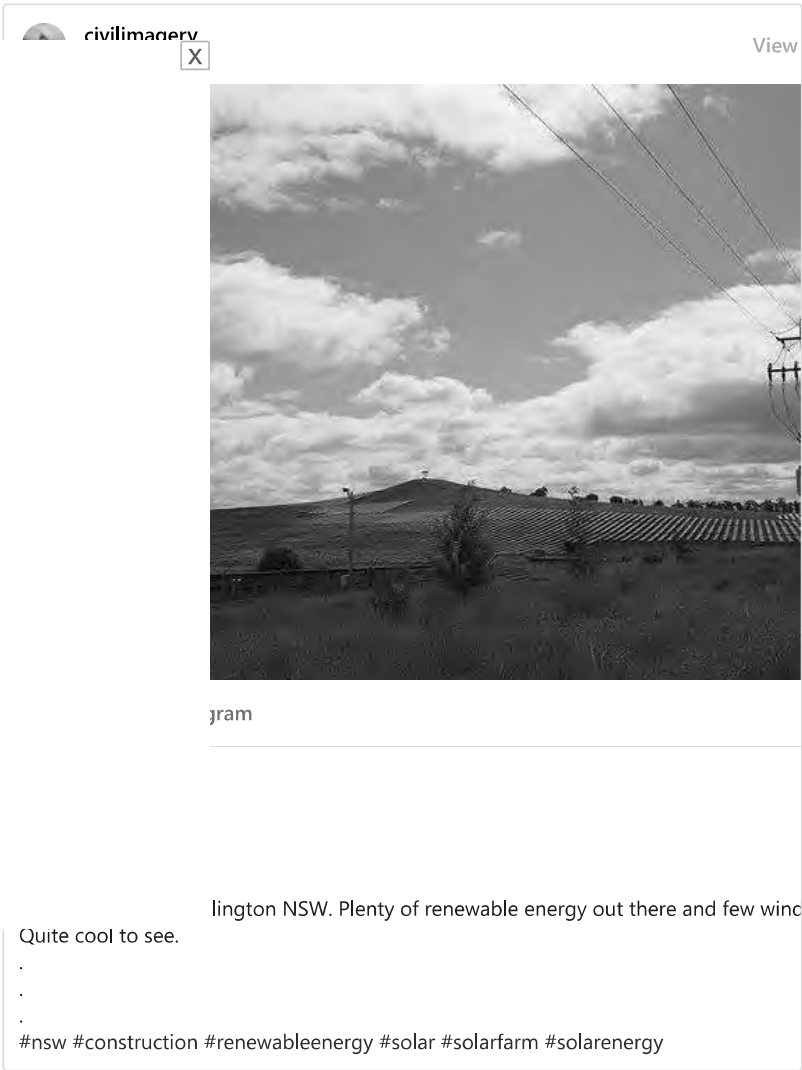 civilimagery
X
View
gram
lington NSW. Plenty of renewable energy out there and few wind
Quite cool to see.
.
.
.
#nsw #construction #renewableenergy #solar #solarfarm #solarenergy